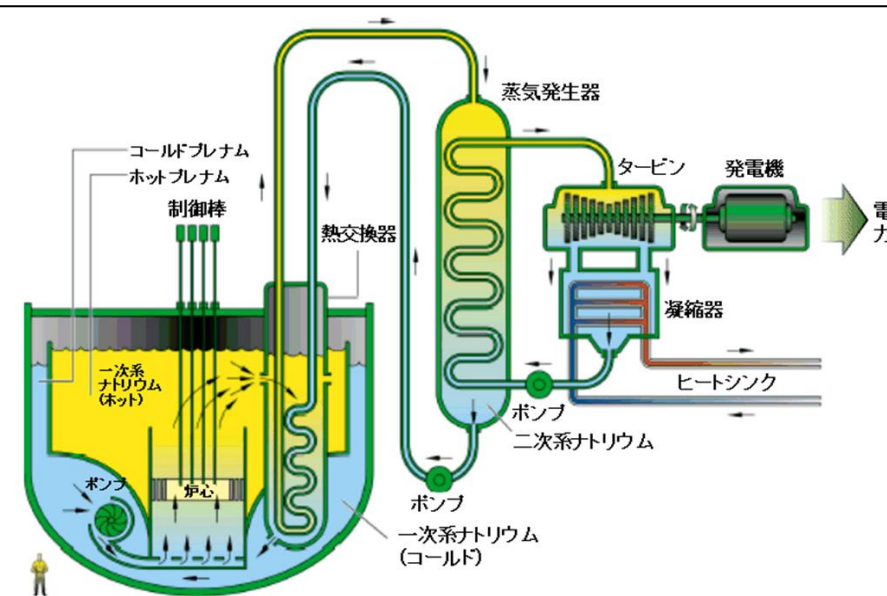 蒸気発生器
コールドプレナム
ホットプレナム
制御棒
熱交換器
タービン
発電機
電
力
凝縮器
一次系
ナトリウム
(ホット)
ヒートシンク
ポンプ
二次系ナトリウム
ポンプ
炉心
ポンプ
一次系ナトリウム
(コールド)